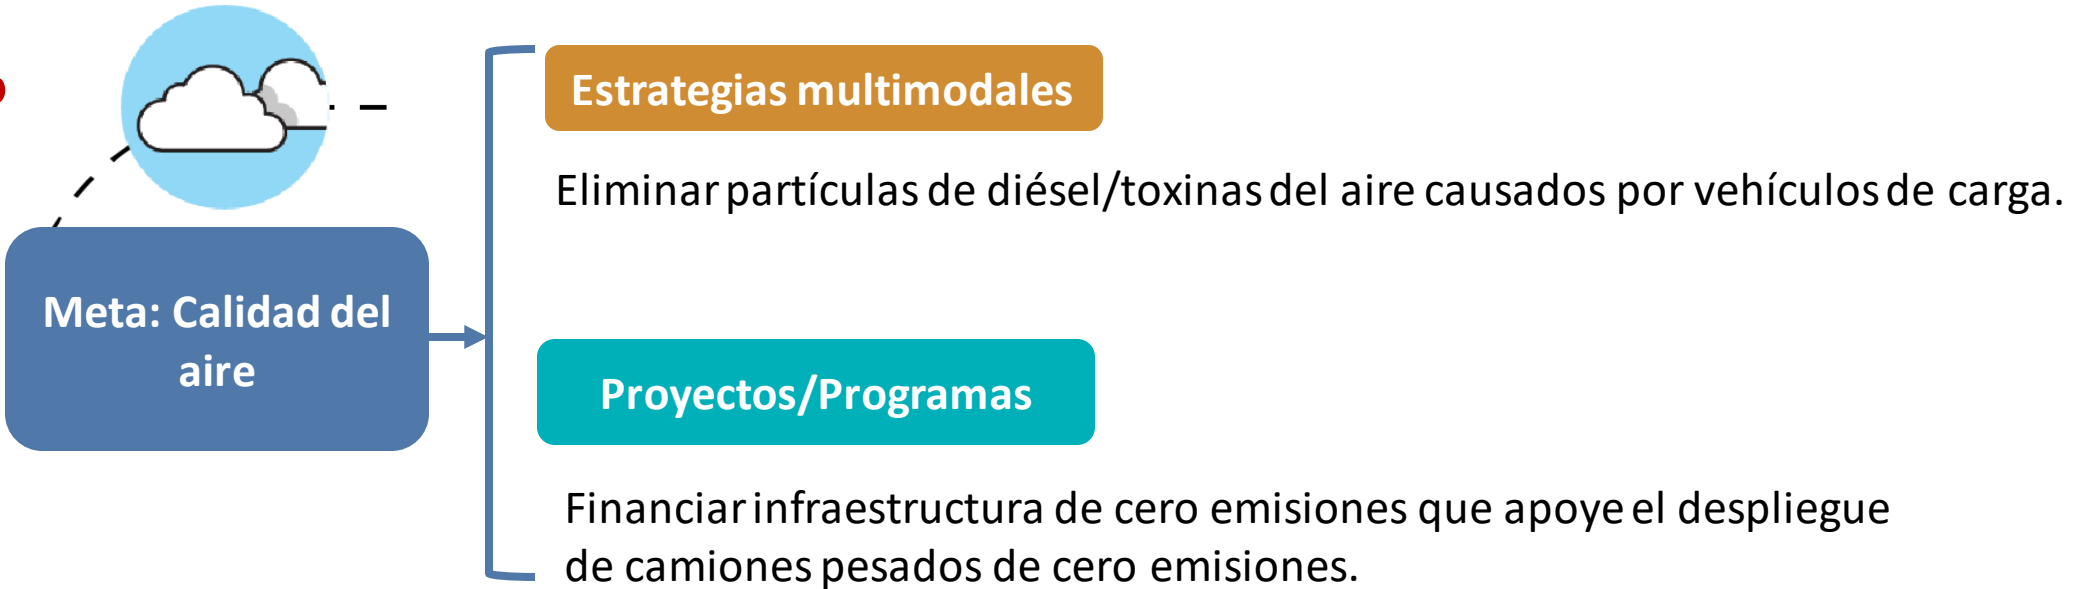 Estrategias multimodales
Eliminar partículas de diésel/toxinas del aire causados por vehículos de carga.
Meta: Calidad del
aire
Proyectos/Programas
Financiar infraestructura de cero emisiones que apoye el despliegue
de camiones pesados de cero emisiones.